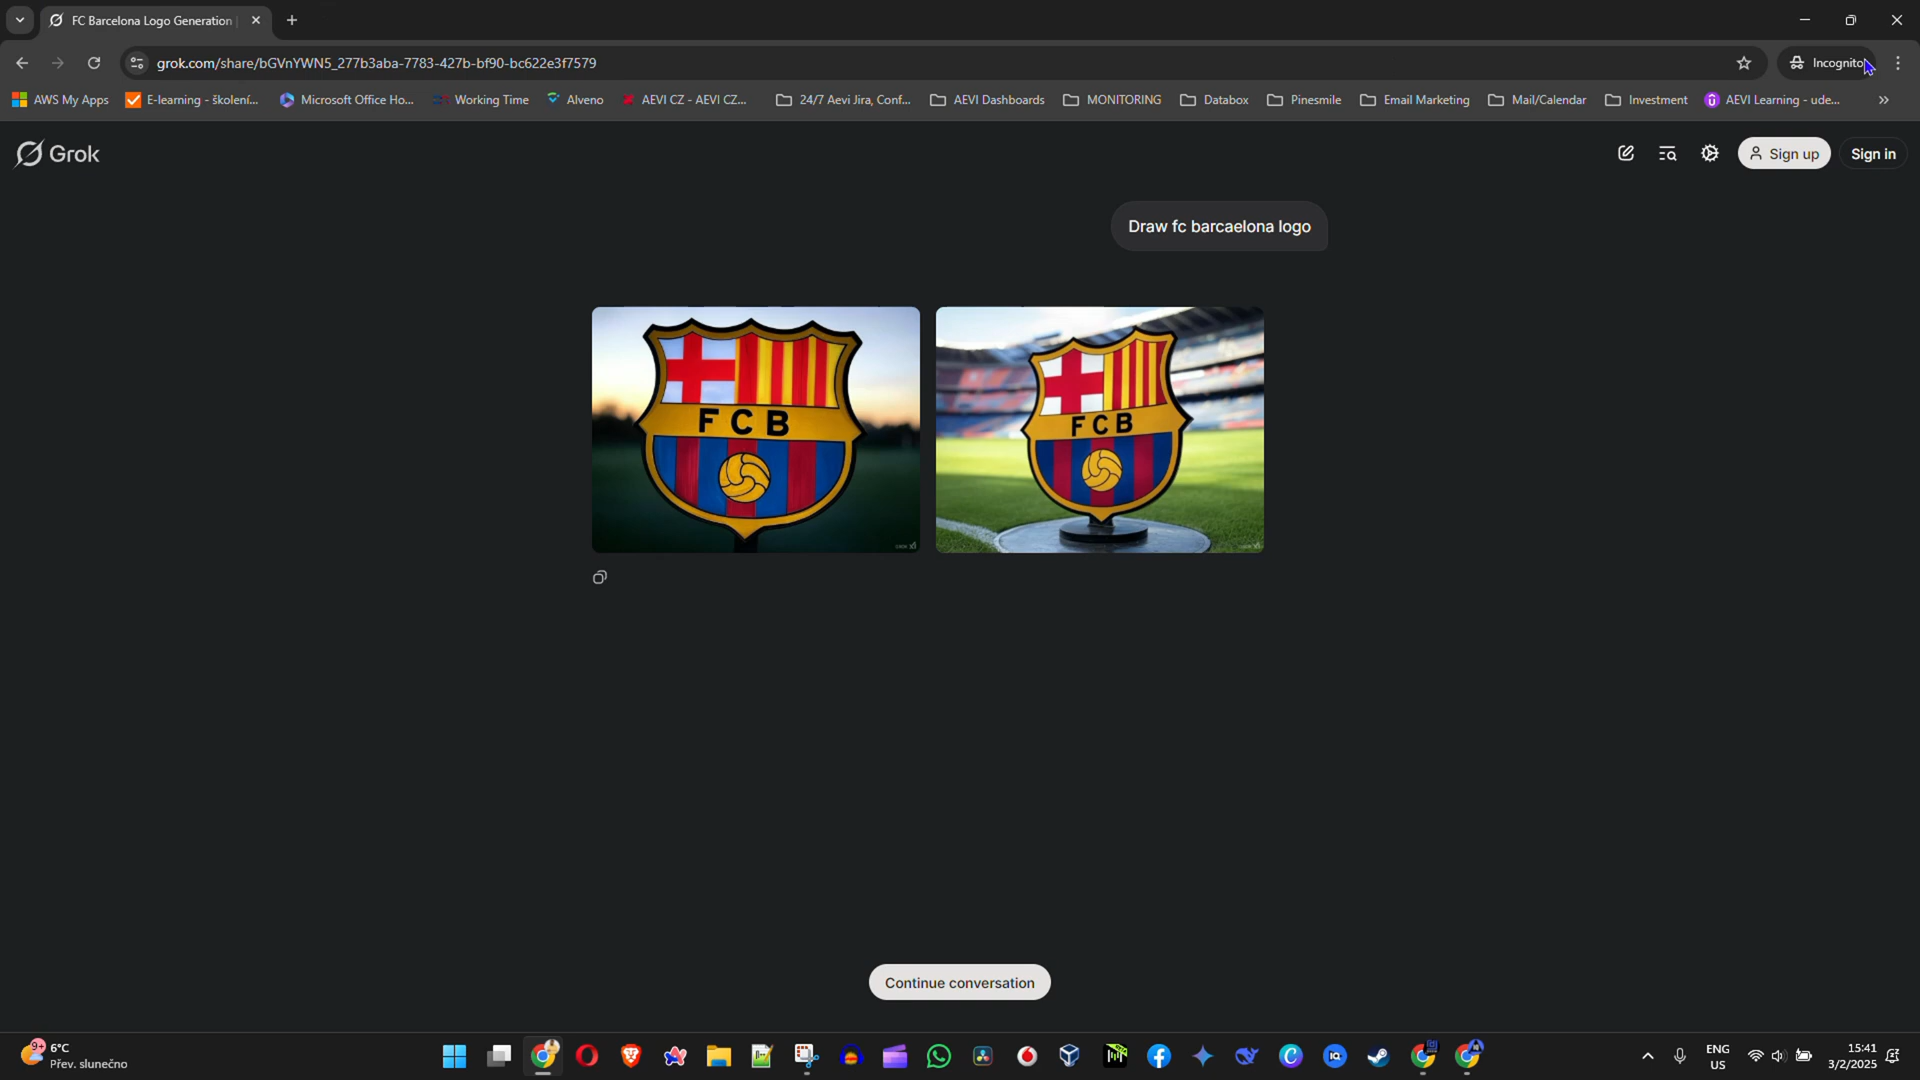 FC Barcelona Logo Generation
grok.com/share/bGVnYWN5_277b3aba-7783-427b-bf90-bc622e3f7579
Incognito
AWS My Apps
E-learning - školení...
Microsoft Office Ho...
Working Time
Alveno
AEVI CZ - AEVI CZ...
24/7 Aevi Jira, Conf...
AEVI Dashboards
MONITORING
Databox
Pinesmile
Email Marketing
Mail/Calendar
Investment
AEVI Learning - ude...
Grok
Sign up
Sign in
Draw fc barcaelona logo
FCB
FCB
Continue conversation
9+
6°C
Přev. slunečno
ENG
US
15:41
3/2/2025